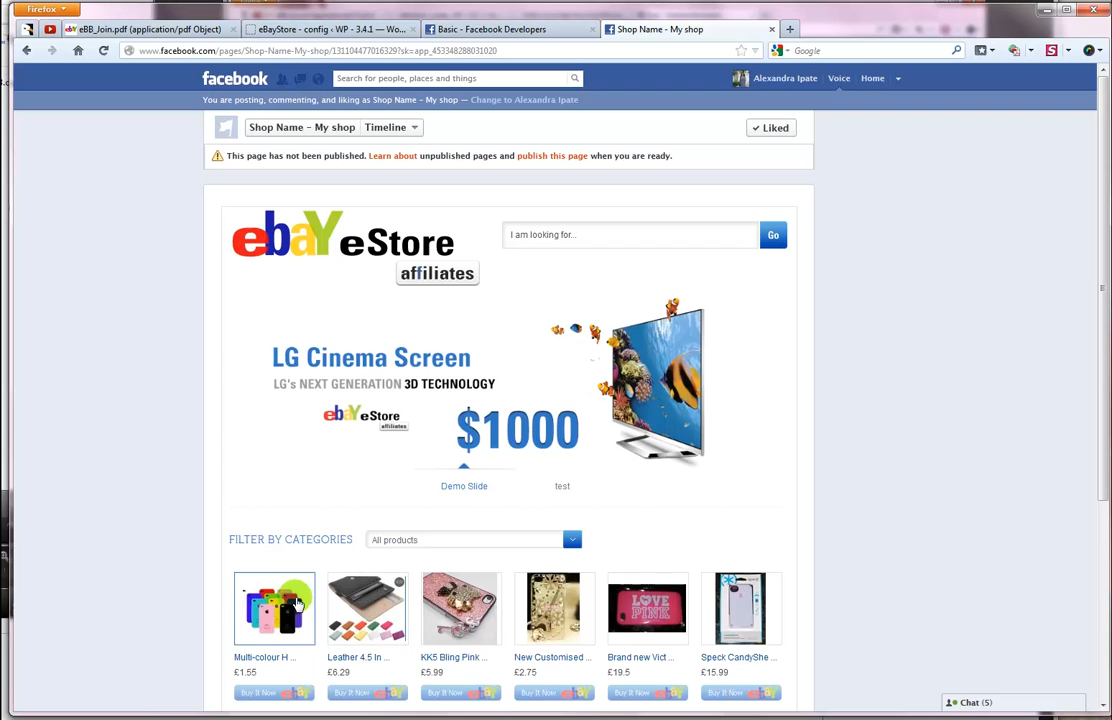 Firefox
eBB_Join.pdf (application/pdf Object)
eBayStore - config ‹ WP - 3.4.1 — Wo...
Basic - Facebook Developers
Shop Name - My shop
www.facebook.com/pages/Shop-Name-My-shop/131104477016329?sk=app_453348288031020
Google
facebook
Search for people, places and things
Alexandra Ipate
Voice
Home
You are posting, commenting, and liking as Shop Name - My shop — Change to Alexandra Ipate
Shop Name - My shop
Timeline
✓ Liked
This page has not been published. Learn about unpublished pages and publish this page when you are ready.
ebaY eStore
affiliates
I am looking for...
Go
LG Cinema Screen
LG's NEXT GENERATION 3D TECHNOLOGY
ebaY eStore
affiliates
$1000
Demo Slide
test
FILTER BY CATEGORIES
All products
LOVE
PINK
Multi-colour H ...
Leather 4.5 In ...
KK5 Bling Pink ...
New Customised ...
Brand new Vict ...
Speck CandyShe ...
£1.55
£6.29
£5.99
£2.75
£19.5
£15.99
Buy It Now
Buy It Now
Buy It Now
Buy It Now
Buy It Now
Buy It Now
Chat (5)